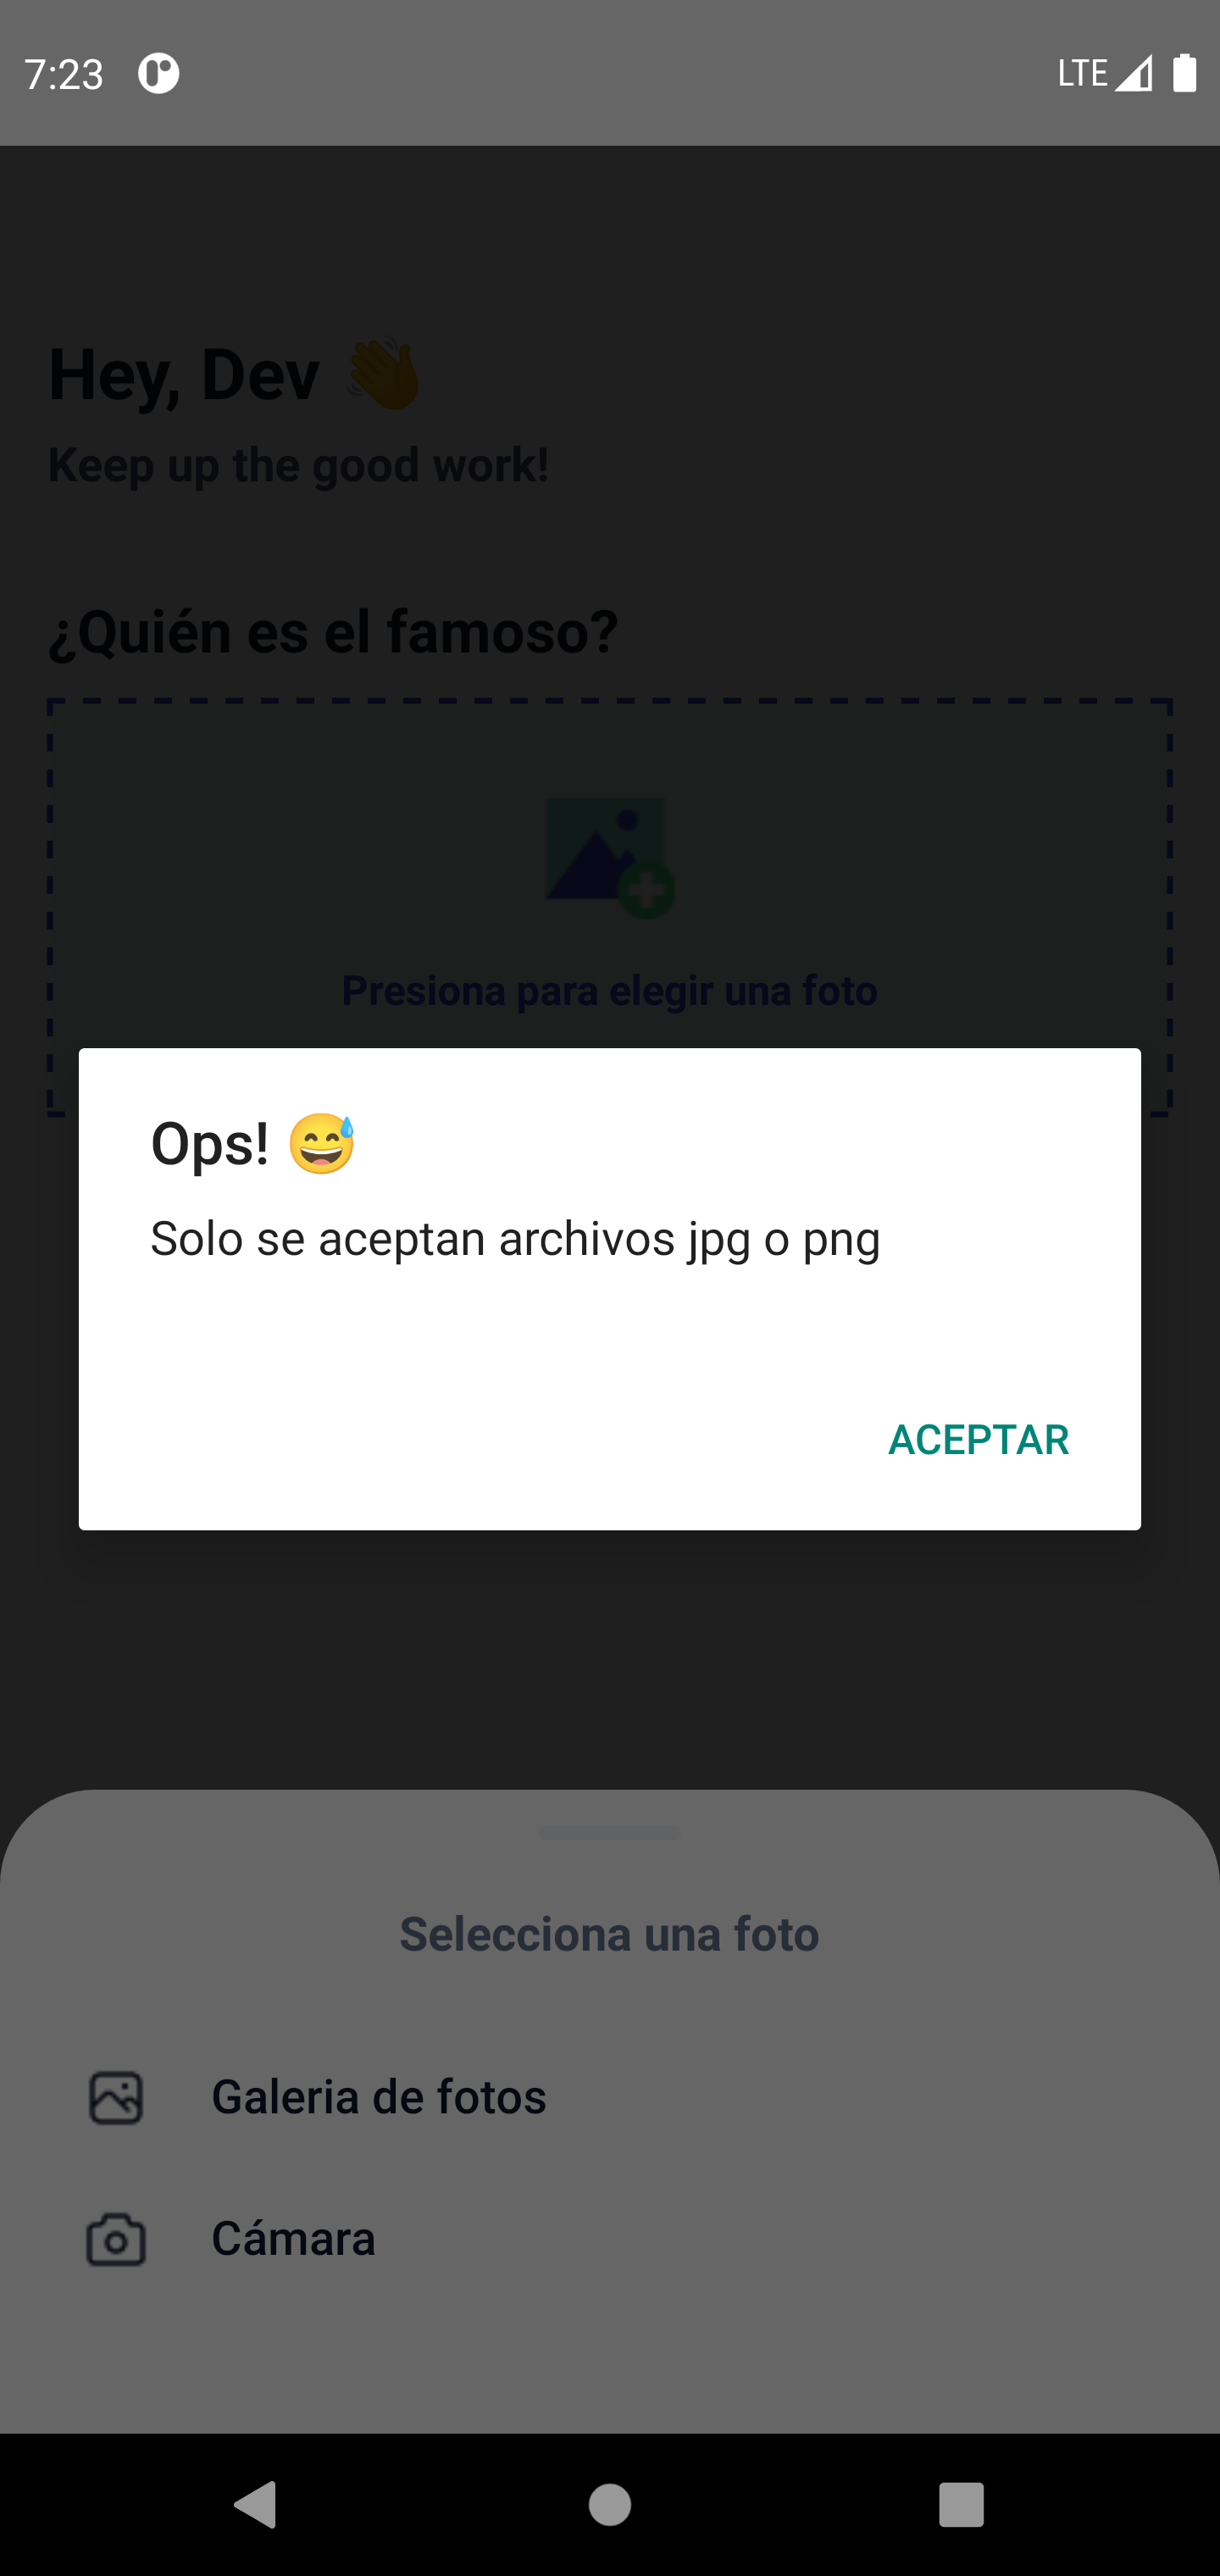 7:23 LTE
Hey, Dev 👋
Keep up the good work!
¿Quién es el famoso?
Presiona para elegir una foto
Ops! 😅
Solo se aceptan archivos jpg o png
ACEPTAR
Selecciona una foto
Galeria de fotos
Cámara